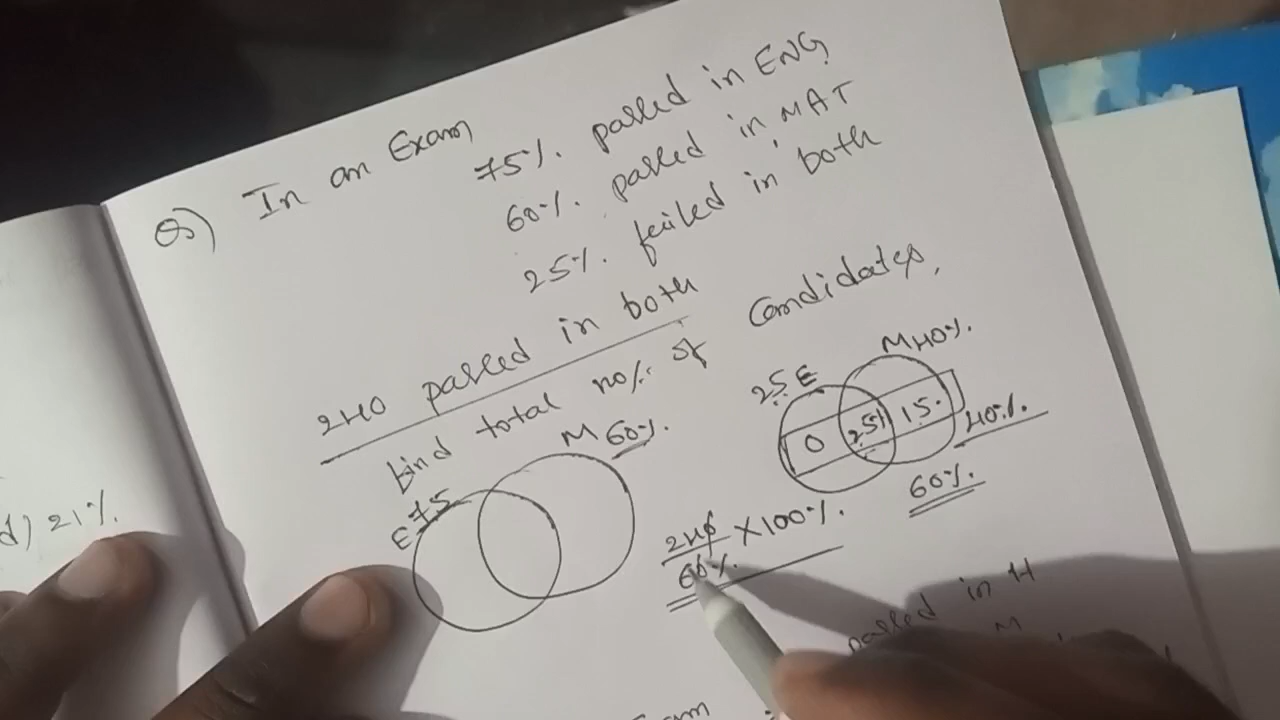 Q) In an Exam
75%. passed in ENG
60%. passed in MAT
25%. failed in both
240 passed in both
find total no/. of Candidates.
E 75 M 60%.
25 E M 40%.
0 25% 15.
40%.
60%.
240 X 100%.
60%.
d) 21%.
passed in H
M
Exam